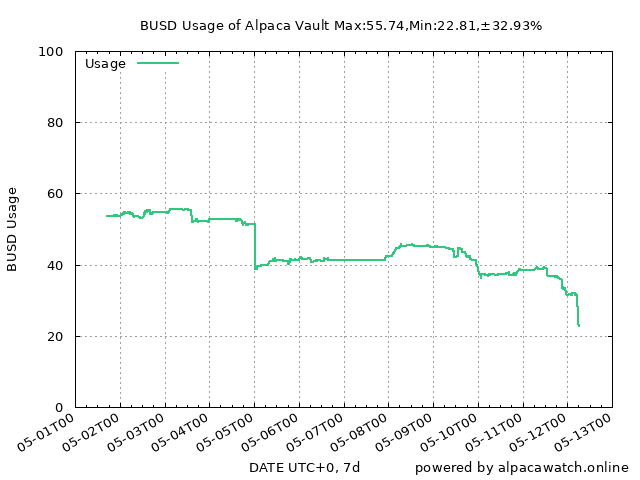 BUSD Usage of Alpaca Vault Max:55.74,Min:22.81,±32.93%
Usage
100
80
60
40
20
0
BUSD Usage
05-01T00
05-02T00
05-03T00
05-04T00
05-05T00
05-06T00
05-07T00
05-08T00
05-09T00
05-10T00
05-11T00
05-12T00
05-13T00
DATE UTC+0, 7d
powered by alpacawatch.online